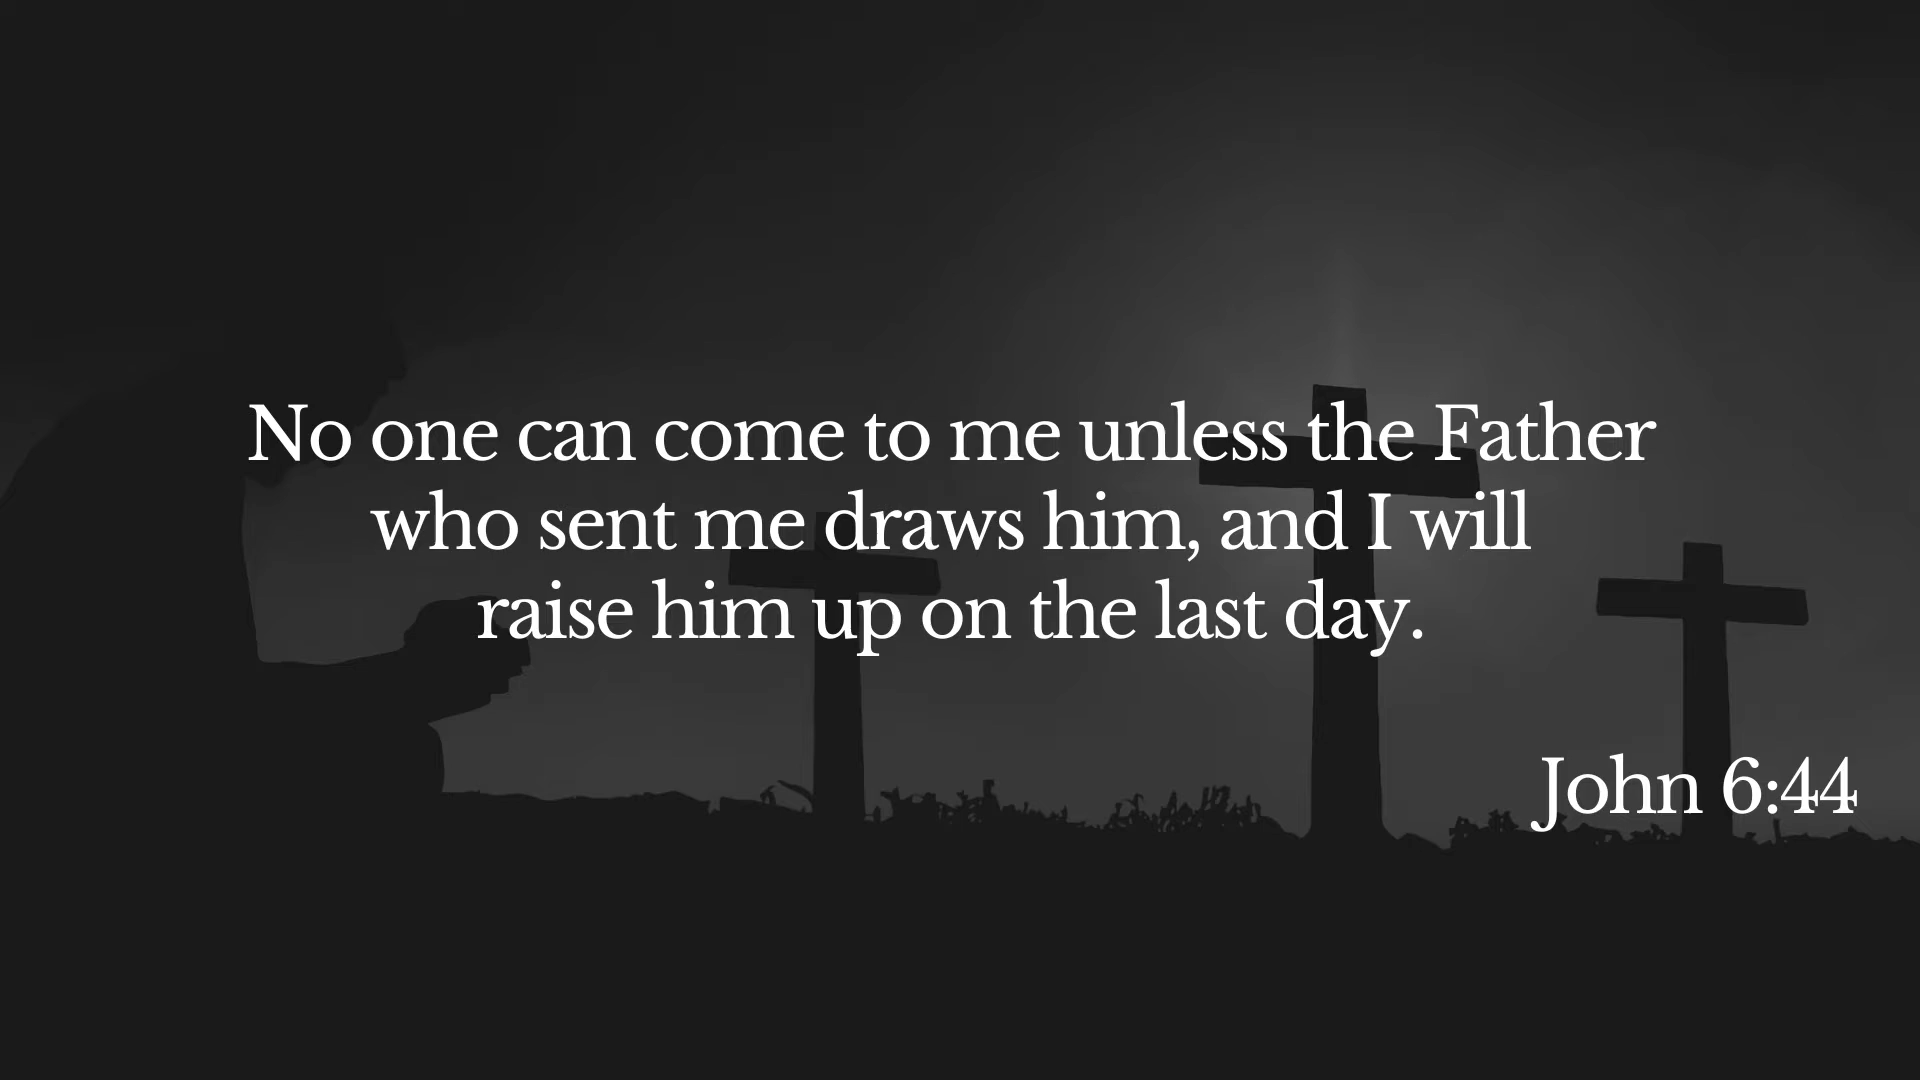 No one can come to me unless the Father
who sent me draws him, and I will
raise him up on the last day.
John 6:44